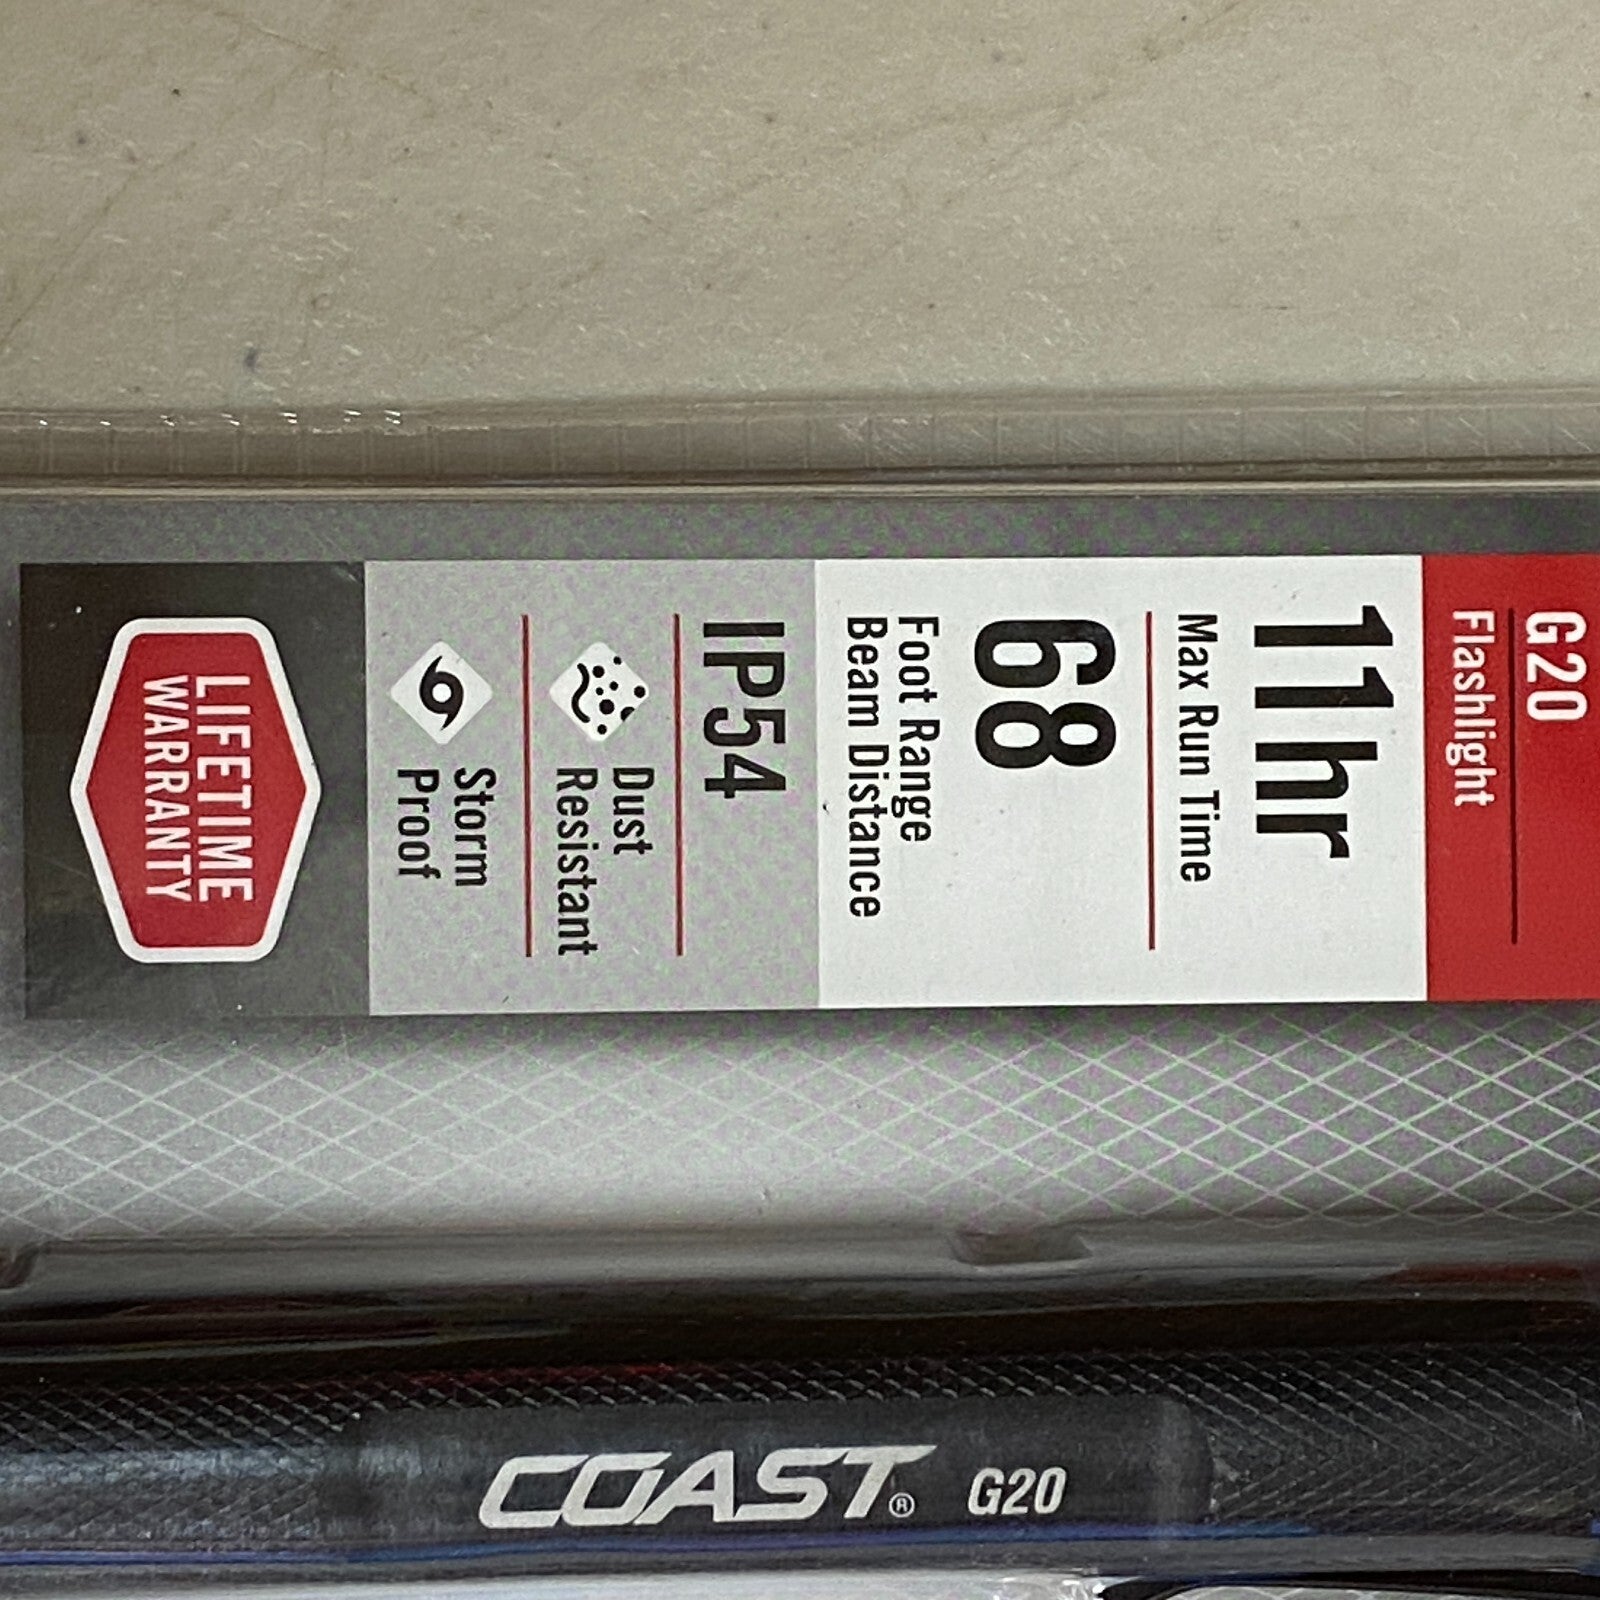 G20
Flashlight
11hr
Max Run Time
68
Foot Range
Beam Distance
IP54
Dust
Resistant
Storm
Proof
LIFETIME
WARRANTY
COAST® G20